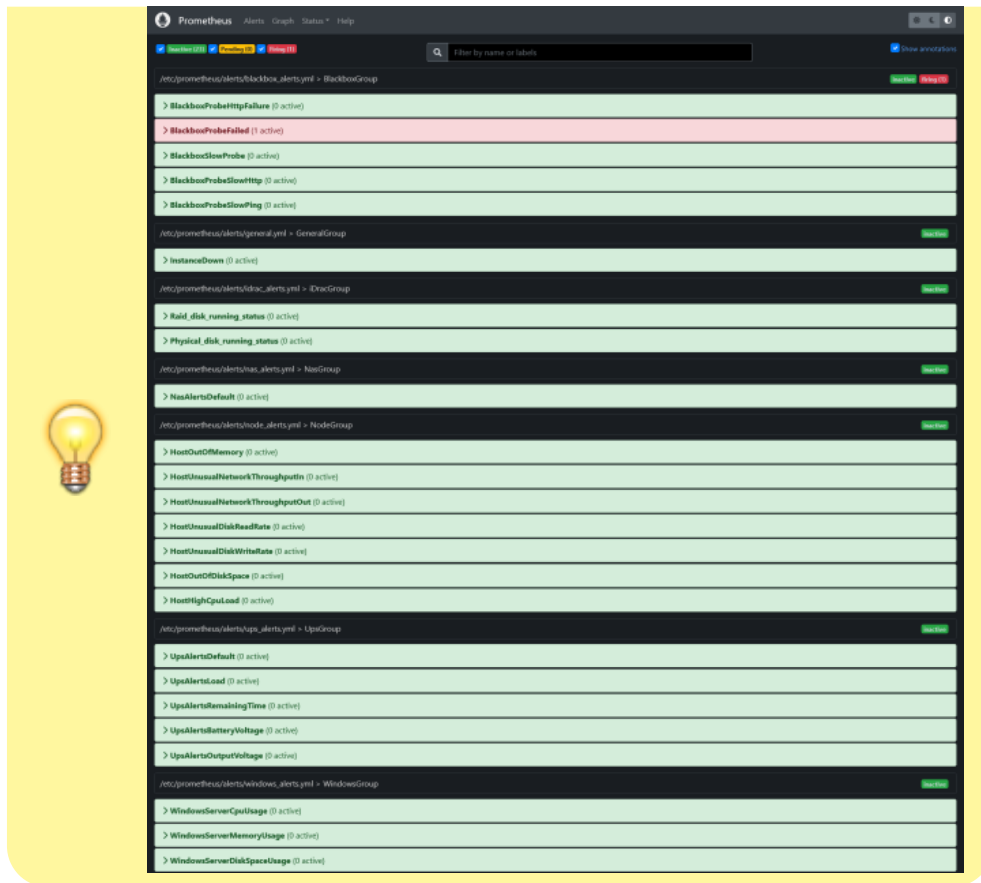 Prometheus Alerts Graph Status Help
Inactive (23) Pending (0) Firing (1)
Filter by name or labels
Show annotations
/etc/prometheus/alerts/blackbox_alerts.yml > BlackboxGroup
Inactive Firing (1)
BlackboxProbeHttpFailure (0 active)
BlackboxProbeFailed (1 active)
BlackboxSlowProbe (0 active)
BlackboxProbeSlowHttp (0 active)
BlackboxProbeSlowPing (0 active)
/etc/prometheus/alerts/general.yml > GeneralGroup
Inactive
InstanceDown (0 active)
/etc/prometheus/alerts/idrac_alerts.yml > iDracGroup
Inactive
Raid_disk_running_status (0 active)
Physical_disk_running_status (0 active)
/etc/prometheus/alerts/nas_alerts.yml > NasGroup
Inactive
NasAlertsDefault (0 active)
/etc/prometheus/alerts/node_alerts.yml > NodeGroup
Inactive
HostOutOfMemory (0 active)
HostUnusualNetworkThroughputIn (0 active)
HostUnusualNetworkThroughputOut (0 active)
HostUnusualDiskReadRate (0 active)
HostUnusualDiskWriteRate (0 active)
HostOutOfDiskSpace (0 active)
HostHighCpuLoad (0 active)
/etc/prometheus/alerts/ups_alerts.yml > UpsGroup
Inactive
UpsAlertsDefault (0 active)
UpsAlertsLoad (0 active)
UpsAlertsRemainingTime (0 active)
UpsAlertsBatteryVoltage (0 active)
UpsAlertsOutputVoltage (0 active)
/etc/prometheus/alerts/windows_alerts.yml > WindowsGroup
Inactive
WindowsServerCpuUsage (0 active)
WindowsServerMemoryUsage (0 active)
WindowsServerDiskSpaceUsage (0 active)